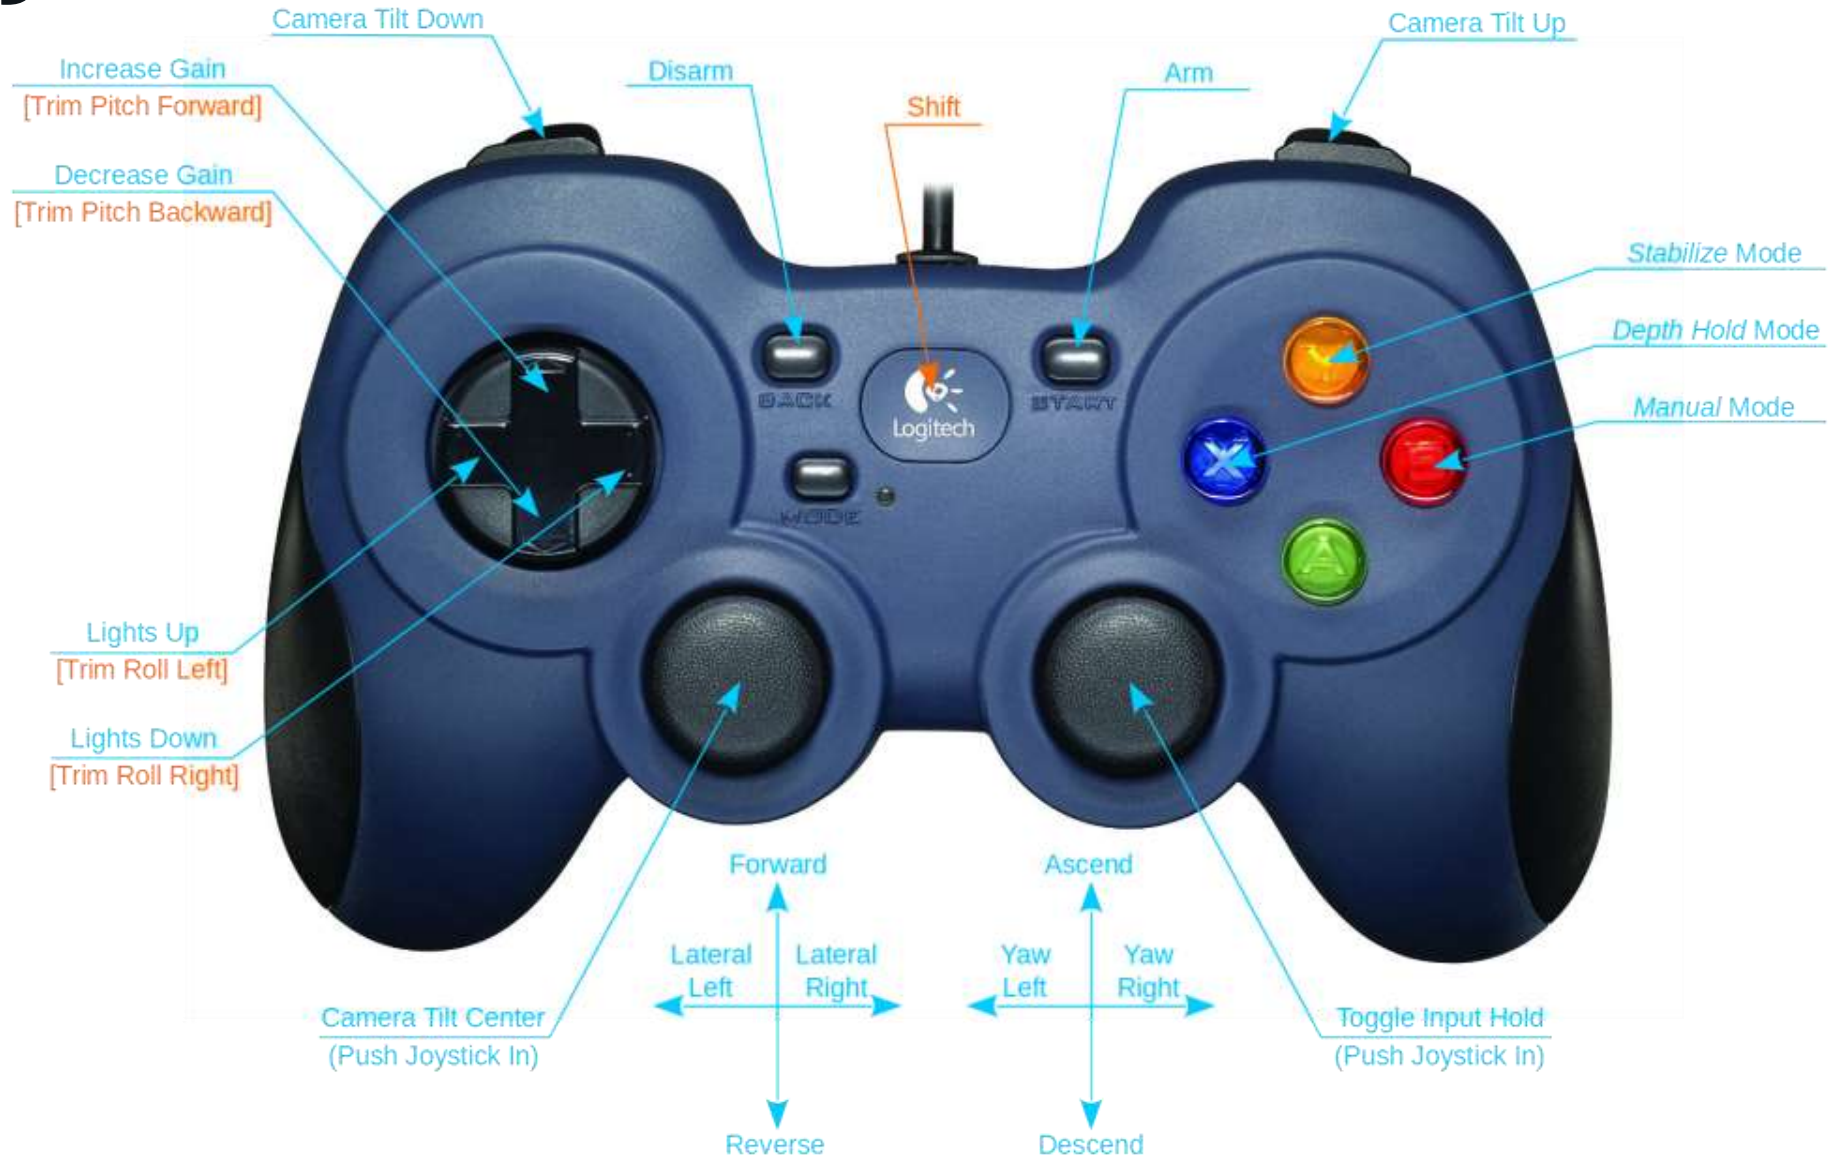 Camera Tilt Down
Camera Tilt Up
Increase Gain
[Trim Pitch Forward]
Disarm
Arm
Shift
Decrease Gain
[Trim Pitch Backward]
Stabilize Mode
Depth Hold Mode
Manual Mode
BACK
START
Logitech
MODE
Y
X
B
A
Lights Up
[Trim Roll Left]
Lights Down
[Trim Roll Right]
Forward
Lateral
Left
Lateral
Right
Reverse
Ascend
Yaw
Left
Yaw
Right
Descend
Camera Tilt Center
(Push Joystick In)
Toggle Input Hold
(Push Joystick In)